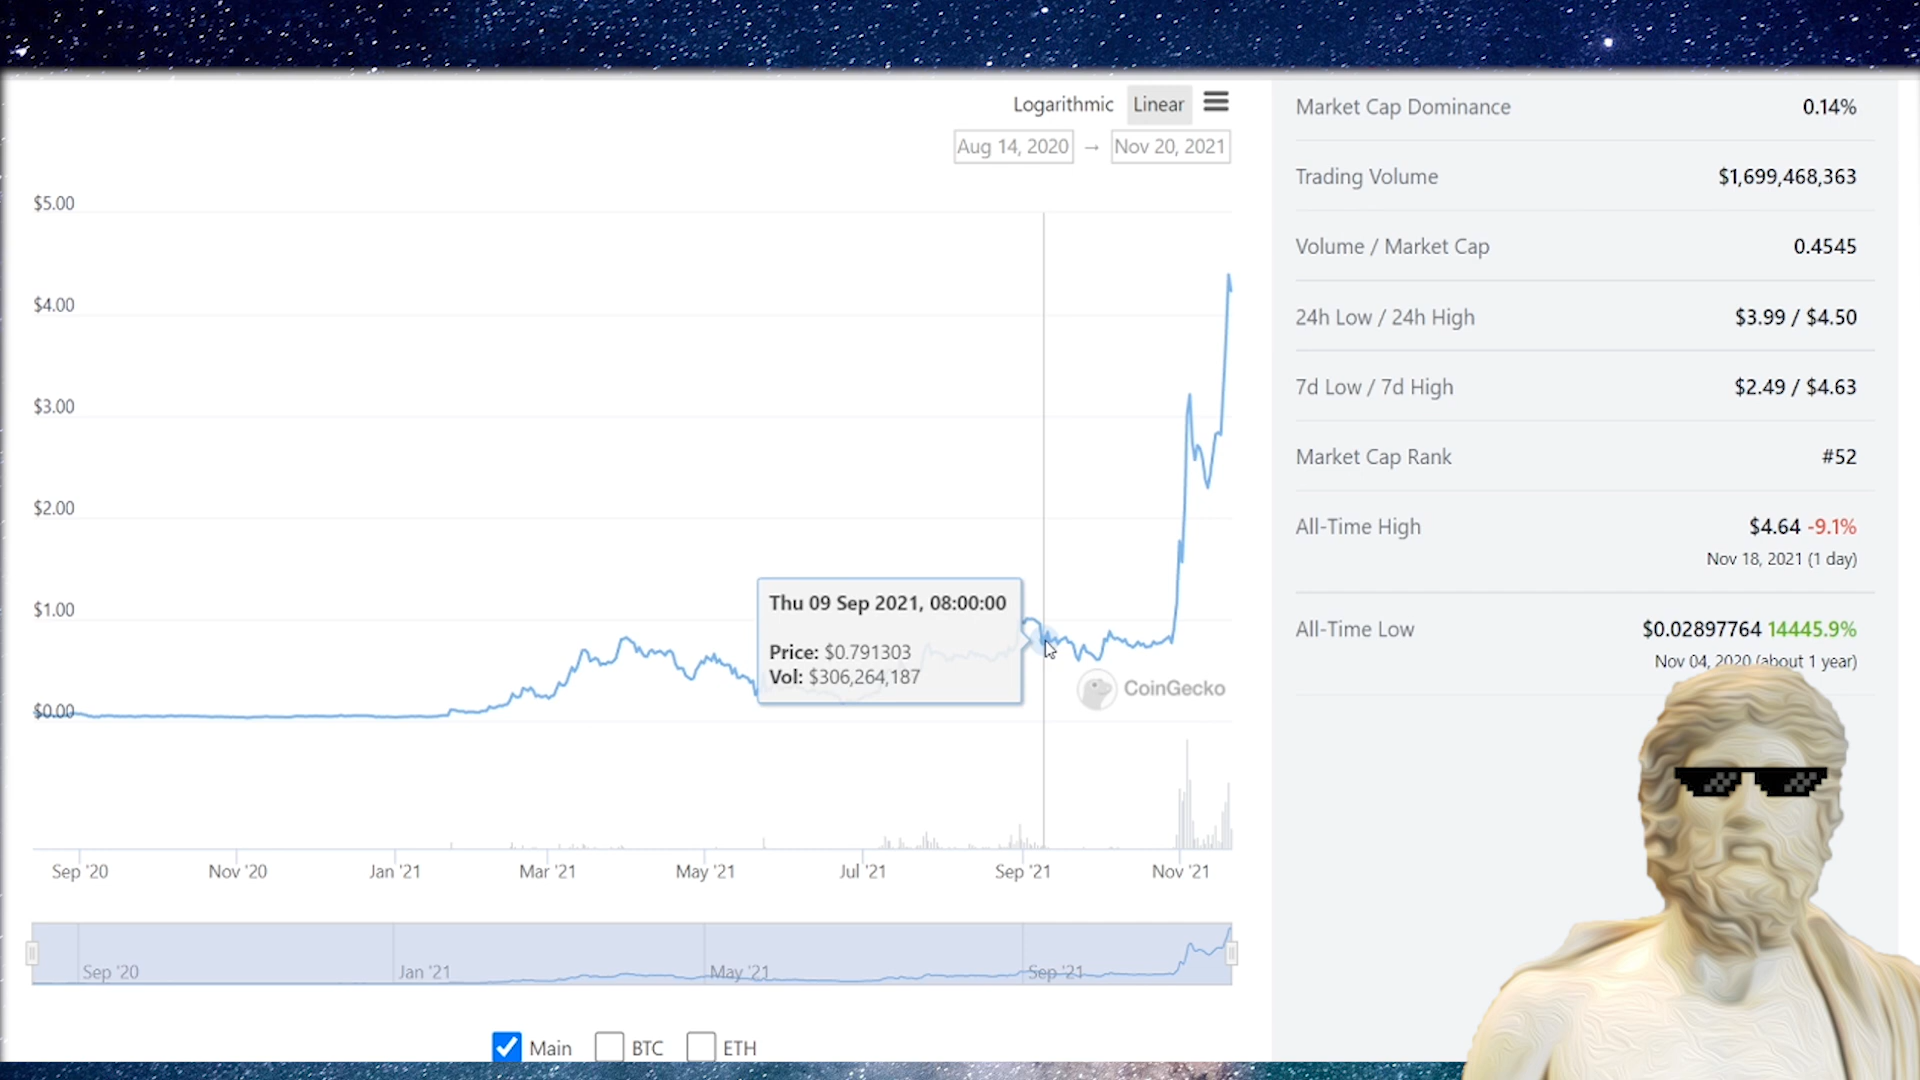 Logarithmic Linear
Aug 14, 2020 → Nov 20, 2021
$5.00
$4.00
$3.00
$2.00
$1.00
$0.00
Thu 09 Sep 2021, 08:00:00
Price: $0.791303
Vol: $306,264,187
CoinGecko
Sep '20 Nov '20 Jan '21 Mar '21 May '21 Jul '21 Sep '21 Nov '21
Sep '20 Jan '21 May '21 Sep '21
Main BTC ETH
Market Cap Dominance 0.14%
Trading Volume $1,699,468,363
Volume / Market Cap 0.4545
24h Low / 24h High $3.99 / $4.50
7d Low / 7d High $2.49 / $4.63
Market Cap Rank #52
All-Time High $4.64 -9.1%
Nov 18, 2021 (1 day)
All-Time Low $0.02897764 14445.9%
Nov 04, 2020 (about 1 year)